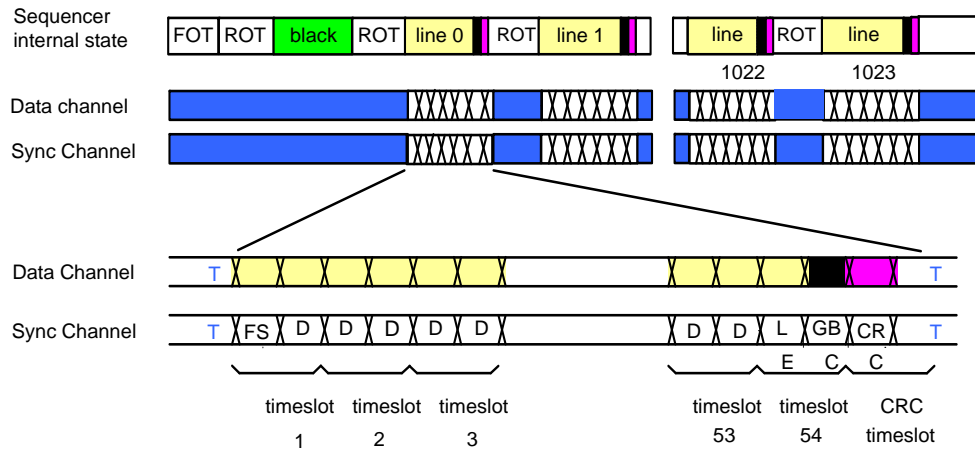 Sequencer
internal state
FOT ROT black ROT line 0 ROT line 1 line ROT line
1022 1023
Data channel
Sync Channel
Data Channel T T
Sync Channel T FS D D D D D D D L GB CR T
E C C
timeslot timeslot timeslot timeslot timeslot CRC
1 2 3 53 54 timeslot